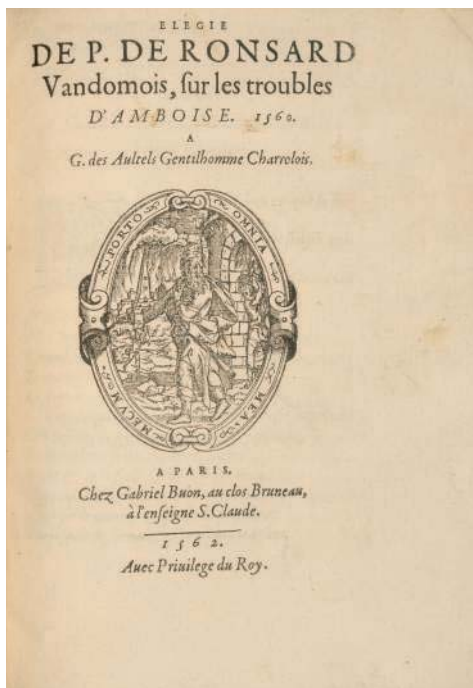 ELEGIE
DE P. DE RONSARD
Vandomois, ſur les troubles
D'AMBOISE. 1560.
A
G. des Aultels Gentilhomme Charrolois.
PORTO OMNIA
MECVM MEA
A PARIS,
Chez Gabriel Buon, au clos Bruneau,
à l'enſeigne S. Claude.
1562.
Auec Priuilege du Roy.